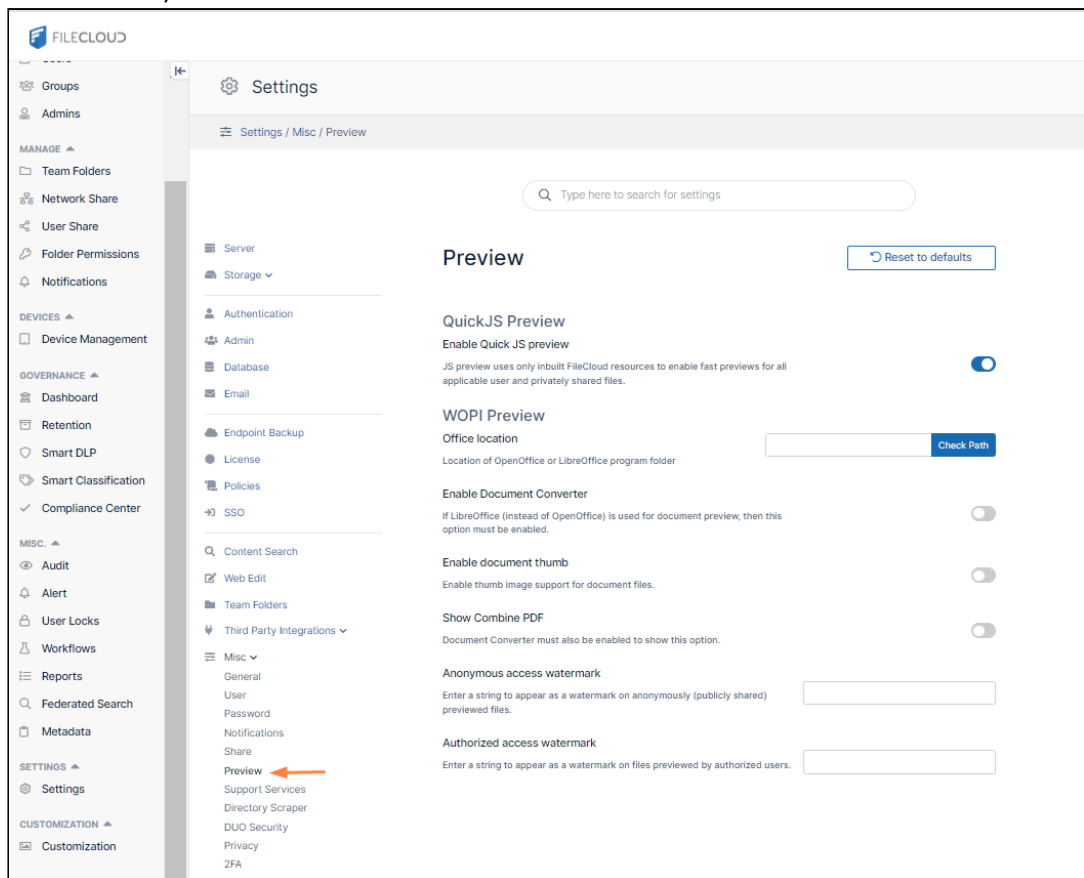 FILECLOUD
Groups
Admins
MANAGE
Team Folders
Network Share
User Share
Folder Permissions
Notifications
DEVICES
Device Management
GOVERNANCE
Dashboard
Retention
Smart DLP
Smart Classification
Compliance Center
MISC.
Audit
Alert
User Locks
Workflows
Reports
Federated Search
Metadata
SETTINGS
Settings
CUSTOMIZATION
Customization
Settings
Settings / Misc / Preview
Type here to search for settings
Server
Storage
Authentication
Admin
Database
Email
Endpoint Backup
License
Policies
SSO
Content Search
Web Edit
Team Folders
Third Party Integrations
Misc
General
User
Password
Notifications
Share
Preview
Support Services
Directory Scraper
DUO Security
Privacy
2FA
Preview
Reset to defaults
QuickJS Preview
Enable Quick JS preview
JS preview uses only inbuilt FileCloud resources to enable fast previews for all
applicable user and privately shared files.
WOPI Preview
Office location
Check Path
Location of OpenOffice or LibreOffice program folder
Enable Document Converter
If LibreOffice (instead of OpenOffice) is used for document preview, then this
option must be enabled.
Enable document thumb
Enable thumb image support for document files.
Show Combine PDF
Document Converter must also be enabled to show this option.
Anonymous access watermark
Enter a string to appear as a watermark on anonymously (publicly shared)
previewed files.
Authorized access watermark
Enter a string to appear as a watermark on files previewed by authorized users.